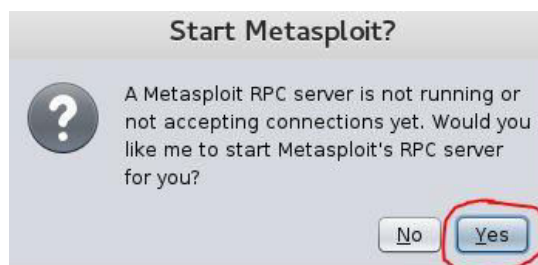 Start Metasploit?
A Metasploit RPC server is not running or
not accepting connections yet. Would you
like me to start Metasploit's RPC server
for you?
No
Yes